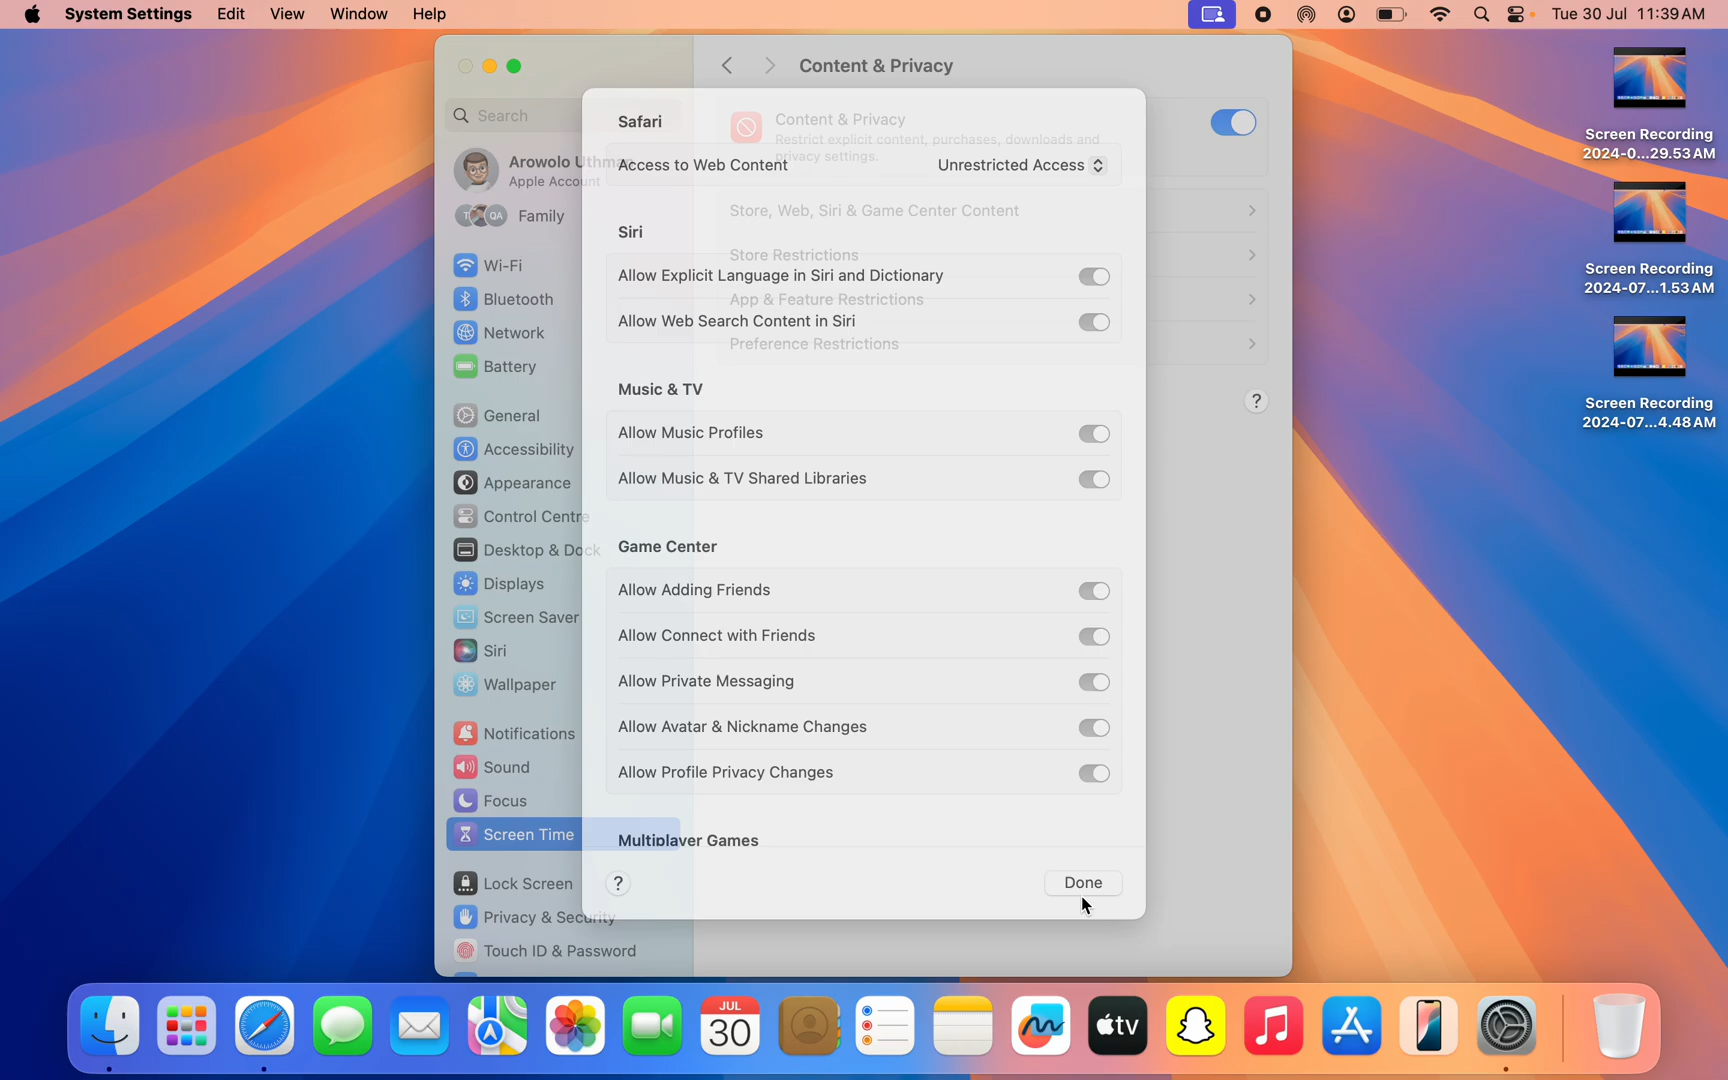 System Settings Edit View Window Help
Tue 30 Jul 11:39 AM
Search
Arowolo Uthman
Apple Account
Family
Wi-Fi
Bluetooth
Network
Battery
General
Accessibility
Appearance
Control Centre
Desktop & Dock
Displays
Screen Saver
Siri
Wallpaper
Notifications
Sound
Focus
Screen Time
Lock Screen
Privacy & Security
Touch ID & Password
Content & Privacy
Content & Privacy
Restrict explicit content, purchases, downloads and
privacy settings.
Store, Web, Siri & Game Center Content
Store Restrictions
App & Feature Restrictions
Preference Restrictions
?
Safari
Access to Web Content Unrestricted Access
Siri
Allow Explicit Language in Siri and Dictionary
Allow Web Search Content in Siri
Music & TV
Allow Music Profiles
Allow Music & TV Shared Libraries
Game Center
Allow Adding Friends
Allow Connect with Friends
Allow Private Messaging
Allow Avatar & Nickname Changes
Allow Profile Privacy Changes
Multiplayer Games
? Done
Screen Recording
2024-0...29.53 AM
Screen Recording
2024-07...1.53 AM
Screen Recording
2024-07...4.48 AM
JUL
30
tv